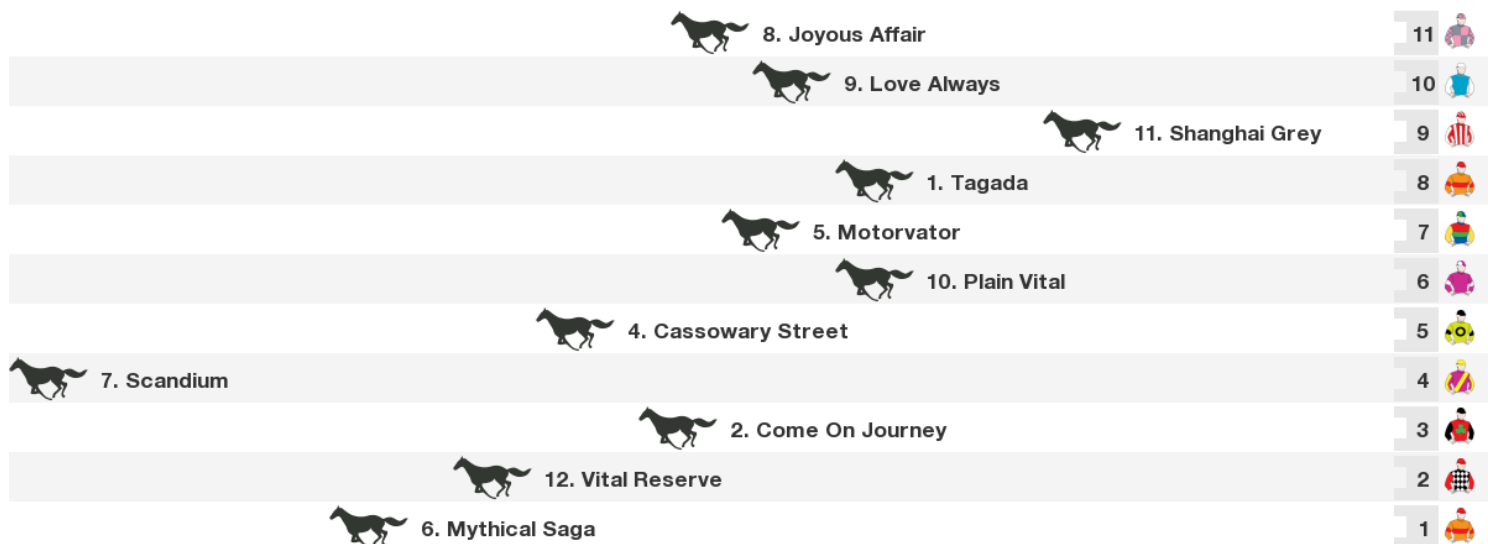 8. Joyous Affair 11
9. Love Always 10
11. Shanghai Grey 9
1. Tagada 8
5. Motorvator 7
10. Plain Vital 6
4. Cassowary Street 5
7. Scandium 4
2. Come On Journey 3
12. Vital Reserve 2
6. Mythical Saga 1